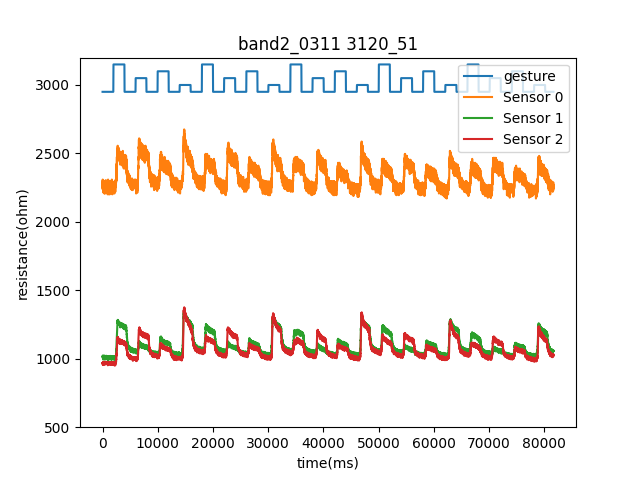 band2_0311 3120_51
gesture
Sensor 0
Sensor 1
Sensor 2
resistance(ohm)
3000
2500
2000
1500
1000
500
0
10000
20000
30000
40000
50000
60000
70000
80000
time(ms)